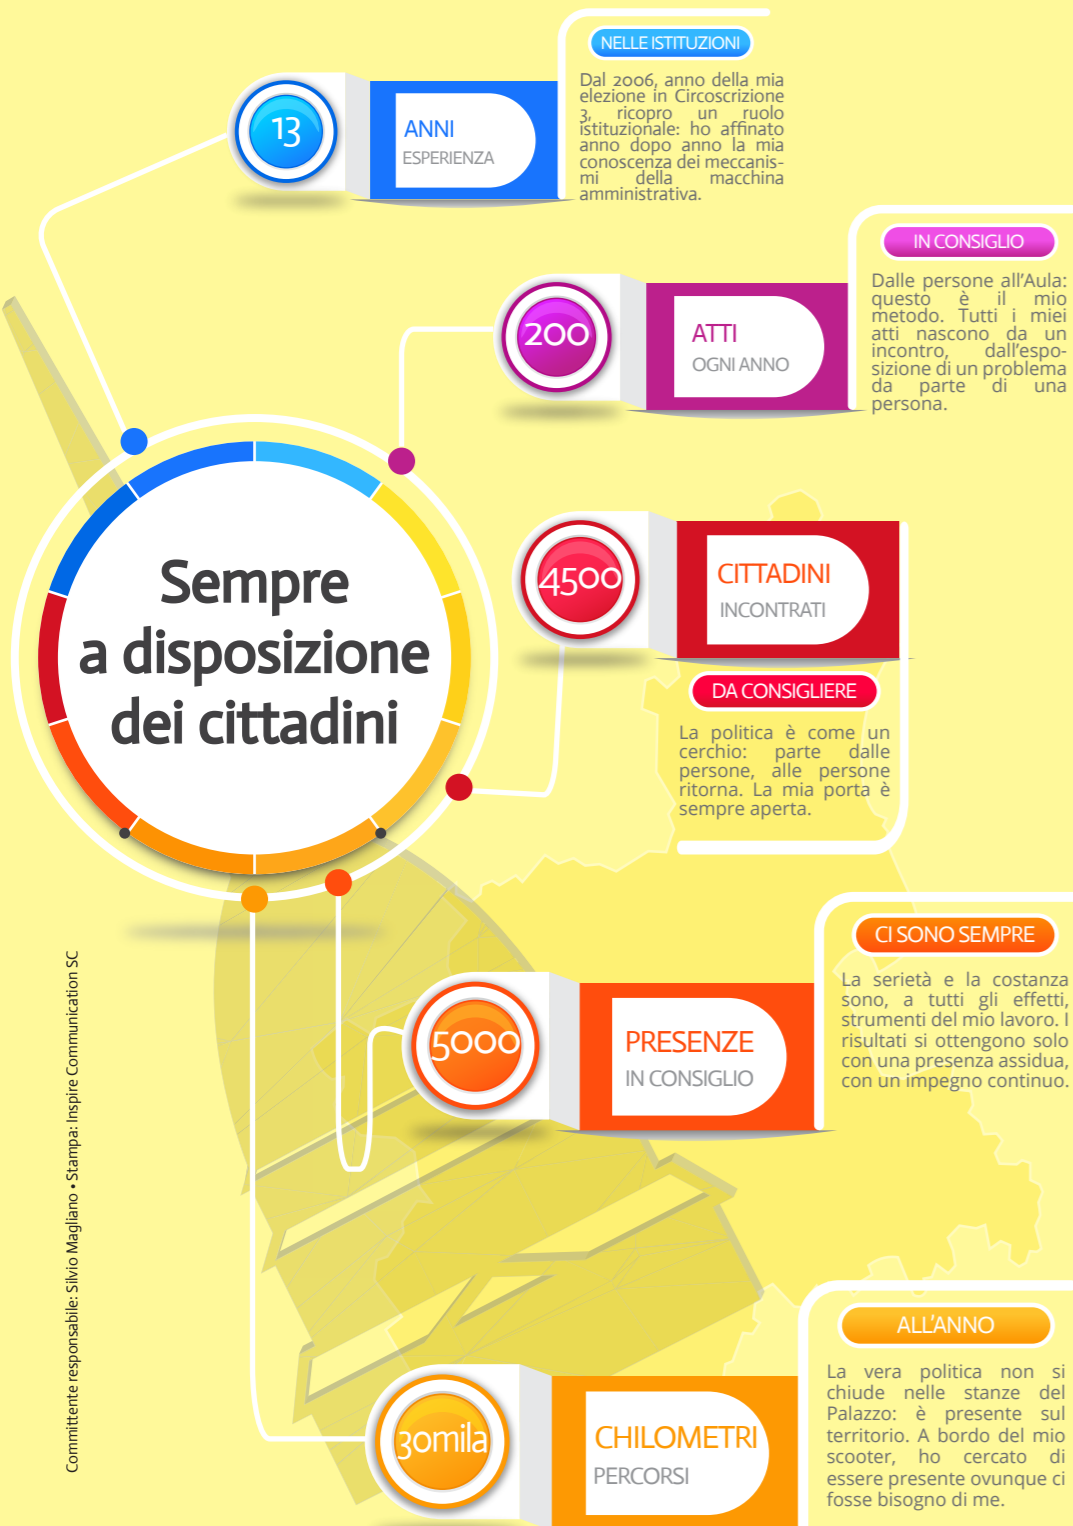 NELLE ISTITUZIONI
13
ANNI
ESPERIENZA
Dal 2006, anno della mia
elezione in Circoscrizione
3, ricopro un ruolo
istituzionale: ho affinato
anno dopo anno la mia
conoscenza dei meccanis-
mi della macchina
amministrativa.
IN CONSIGLIO
200
ATTI
OGNI ANNO
Dalle persone all'Aula:
questo è il mio
metodo. Tutti i miei
atti nascono da un
incontro, dall'espo-
sizione di un problema
da parte di una
persona.
Sempre
a disposizione
dei cittadini
4500
CITTADINI
INCONTRATI
DA CONSIGLIERE
La politica è come un
cerchio: parte dalle
persone, alle persone
ritorna. La mia porta è
sempre aperta.
CI SONO SEMPRE
5000
PRESENZE
IN CONSIGLIO
La serietà e la costanza
sono, a tutti gli effetti,
strumenti del mio lavoro. I
risultati si ottengono solo
con una presenza assidua,
con un impegno continuo.
ALL'ANNO
30mila
CHILOMETRI
PERCORSI
La vera politica non si
chiude nelle stanze del
Palazzo: è presente sul
territorio. A bordo del mio
scooter, ho cercato di
essere presente ovunque ci
fosse bisogno di me.
Committente responsabile: Silvio Magliano • Stampa: Inspire Communication SC